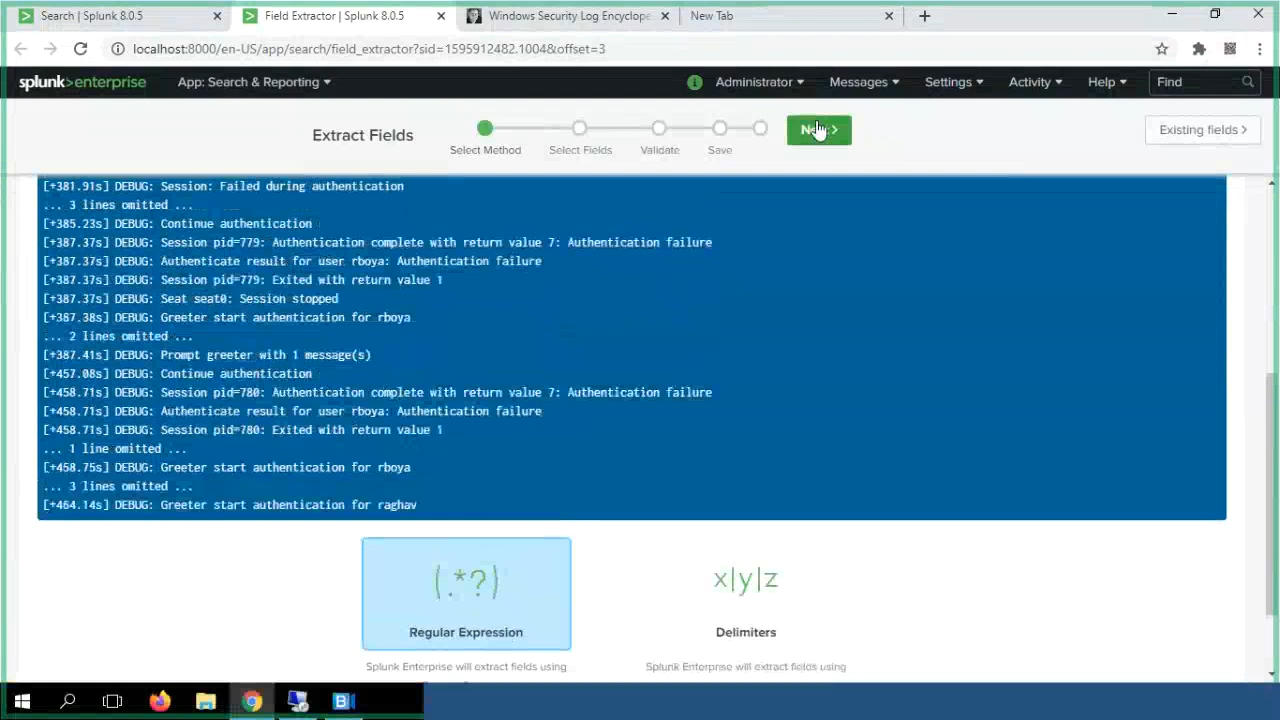 Search | Splunk 8.0.5
Field Extractor | Splunk 8.0.5
Windows Security Log Encyclope
New Tab
localhost:8000/en-US/app/search/field_extractor?sid=1595912482.1004&offset=3
splunk>enterprise
App: Search & Reporting
Administrator
Messages
Settings
Activity
Help
Find
Extract Fields
Select Method
Select Fields
Validate
Save
Existing fields >
[+381.91s] DEBUG: Session: Failed during authentication
... 3 lines omitted ...
[+385.23s] DEBUG: Continue authentication
[+387.37s] DEBUG: Session pid=779: Authentication complete with return value 7: Authentication failure
[+387.37s] DEBUG: Authenticate result for user rboya: Authentication failure
[+387.37s] DEBUG: Session pid=779: Exited with return value 1
[+387.37s] DEBUG: Seat seat0: Session stopped
[+387.38s] DEBUG: Greeter start authentication for rboya
... 2 lines omitted ...
[+387.41s] DEBUG: Prompt greeter with 1 message(s)
[+457.08s] DEBUG: Continue authentication
[+458.71s] DEBUG: Session pid=780: Authentication complete with return value 7: Authentication failure
[+458.71s] DEBUG: Authenticate result for user rboya: Authentication failure
[+458.71s] DEBUG: Session pid=780: Exited with return value 1
... 1 line omitted ...
[+458.75s] DEBUG: Greeter start authentication for rboya
... 3 lines omitted ...
[+464.14s] DEBUG: Greeter start authentication for raghav
(.*?)
x|y|z
Regular Expression
Delimiters
Splunk Enterprise will extract fields using
Splunk Enterprise will extract fields using